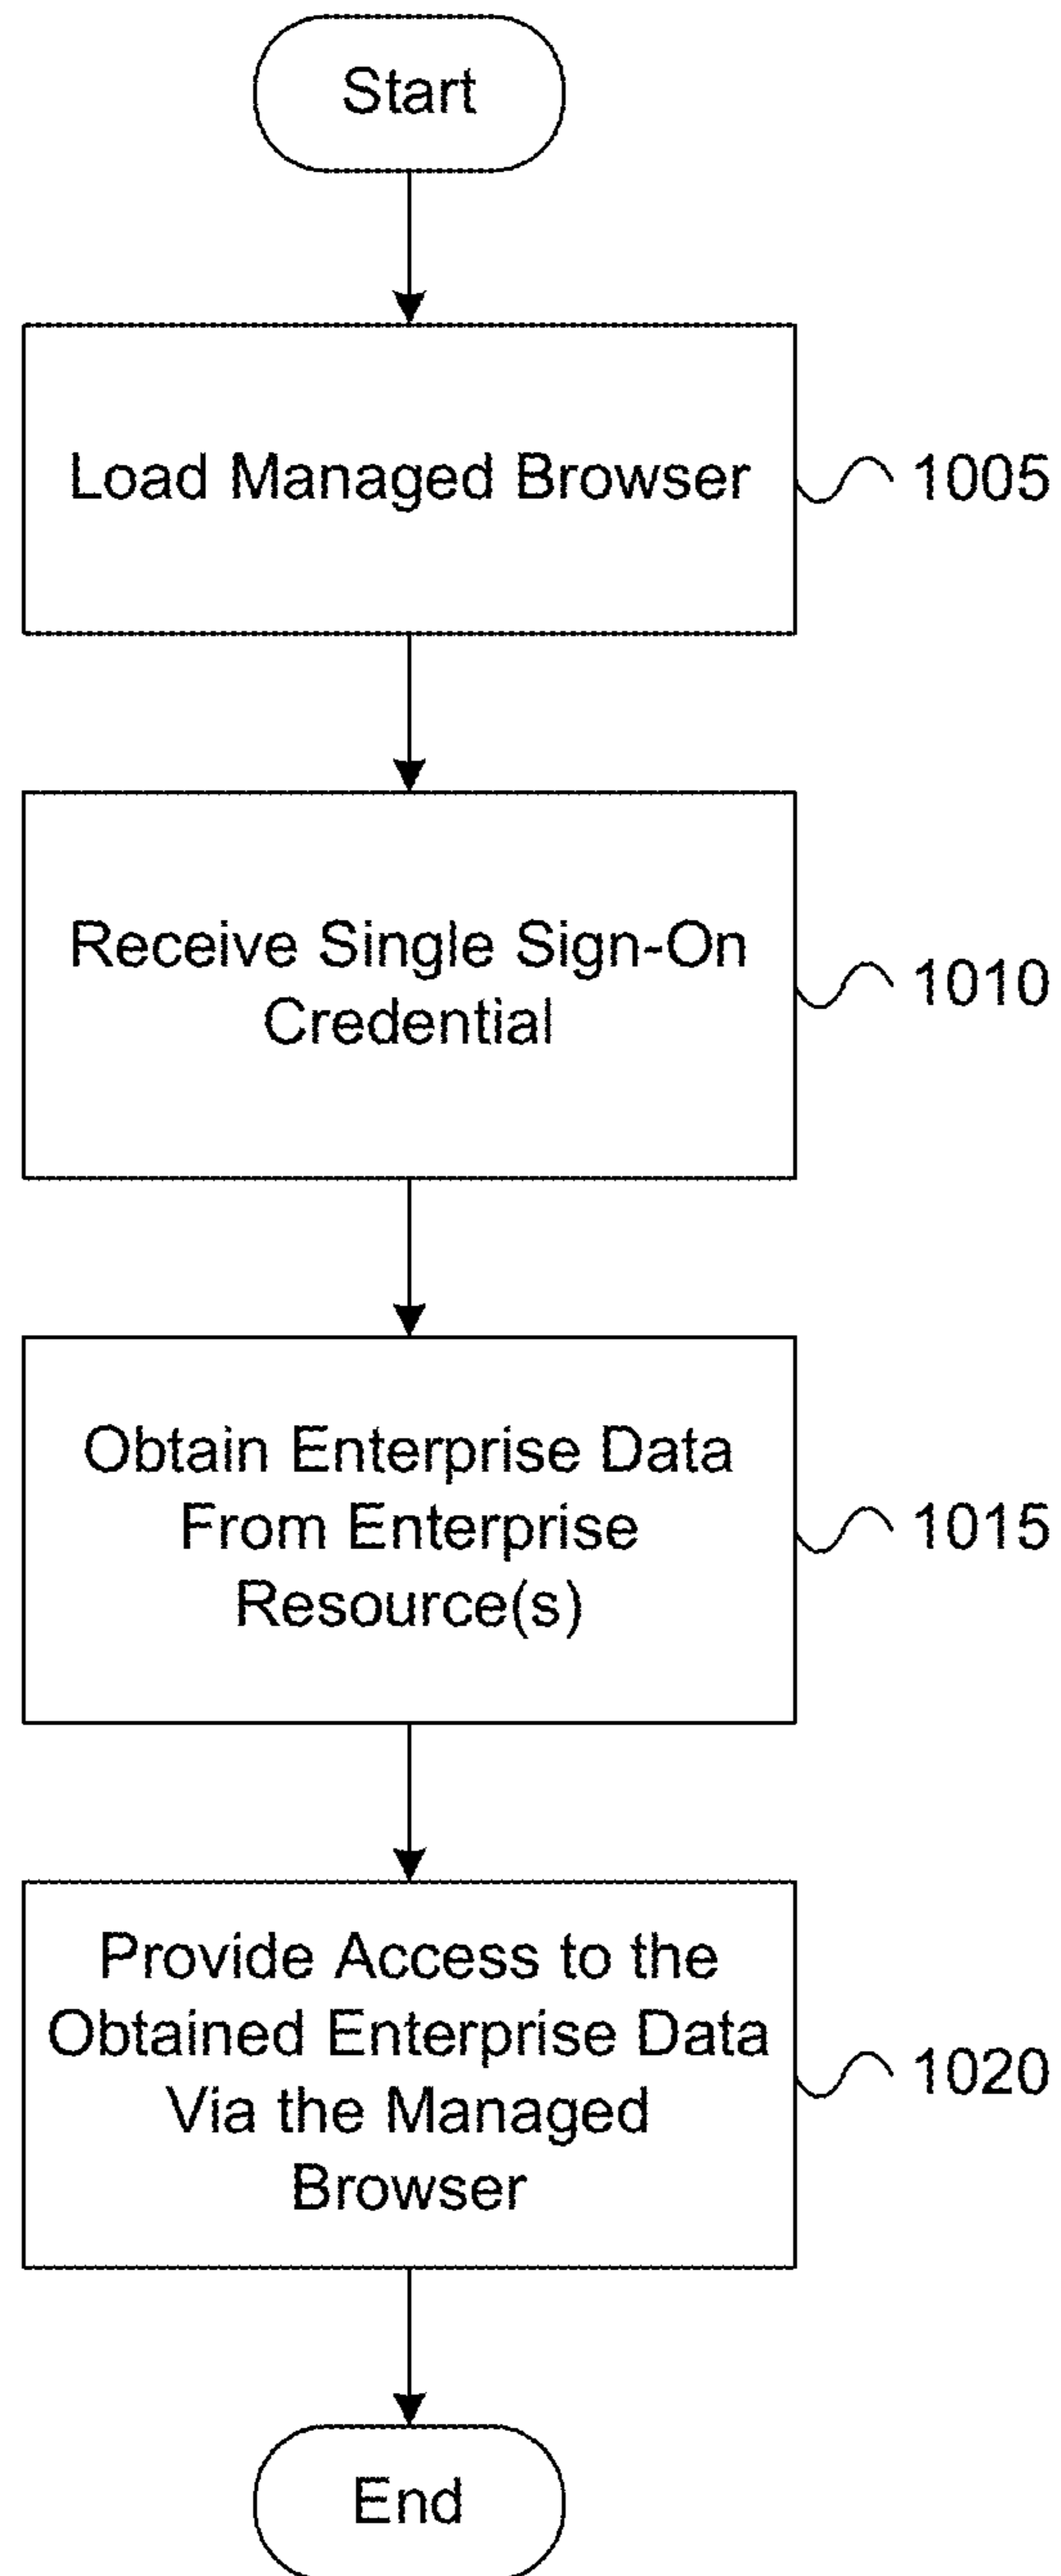 Start
Load Managed Browser
1005
Receive Single Sign-On
Credential
1010
Obtain Enterprise Data
From Enterprise
Resource(s)
1015
Provide Access to the
Obtained Enterprise Data
Via the Managed
Browser
1020
End